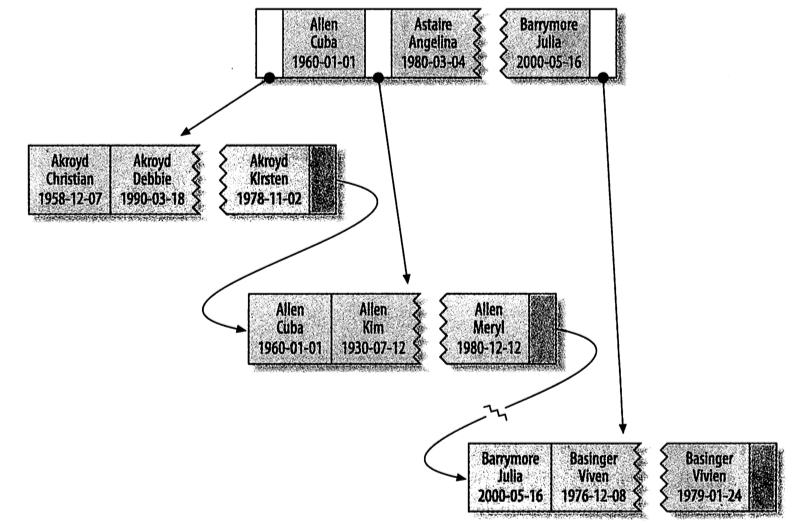 Allen
Cuba
1960-01-01
Astaire
Angelina
1980-03-04
Barrymore
Julia
2000-05-16
Akroyd
Christian
1958-12-07
Akroyd
Debbie
1990-03-18
Akroyd
Kirsten
1978-11-02
Allen
Cuba
1960-01-01
Allen
Kim
1930-07-12
Allen
Meryl
1980-12-12
Barrymore
Julia
2000-05-16
Basinger
Viven
1976-12-08
Basinger
Vivien
1979-01-24